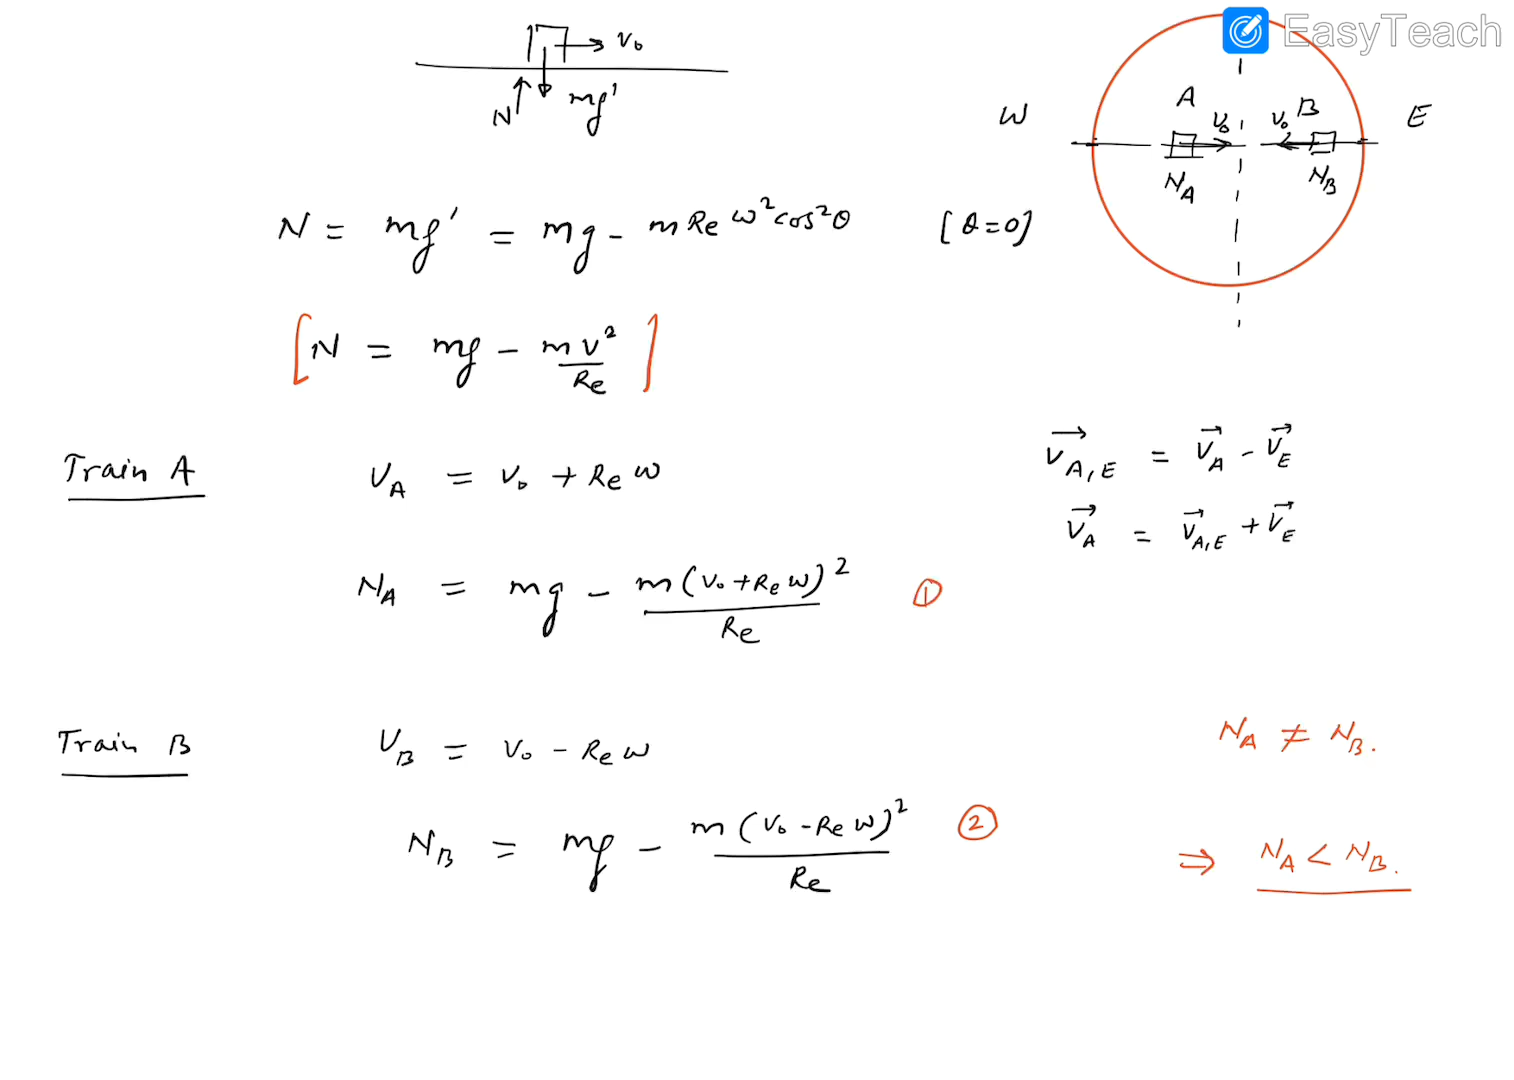 EasyTeach
v₀
N mg'
W A v₀ v₀ B E
N_A N_B
N = mg' = mg - mRe ω² cos²θ [θ=0]
[N = mg - mv²/Re]
Train A V_A = v₀ + Re ω
V⃗_A,E = V⃗_A - V⃗_E
V⃗_A = V⃗_A,E + V⃗_E
N_A = mg - m(v₀+Re ω)²/Re ①
Train B V_B = v₀ - Re ω
N_A ≠ N_B.
N_B = mg - m(v₀-Re ω)²/Re ②
⇒ N_A < N_B.